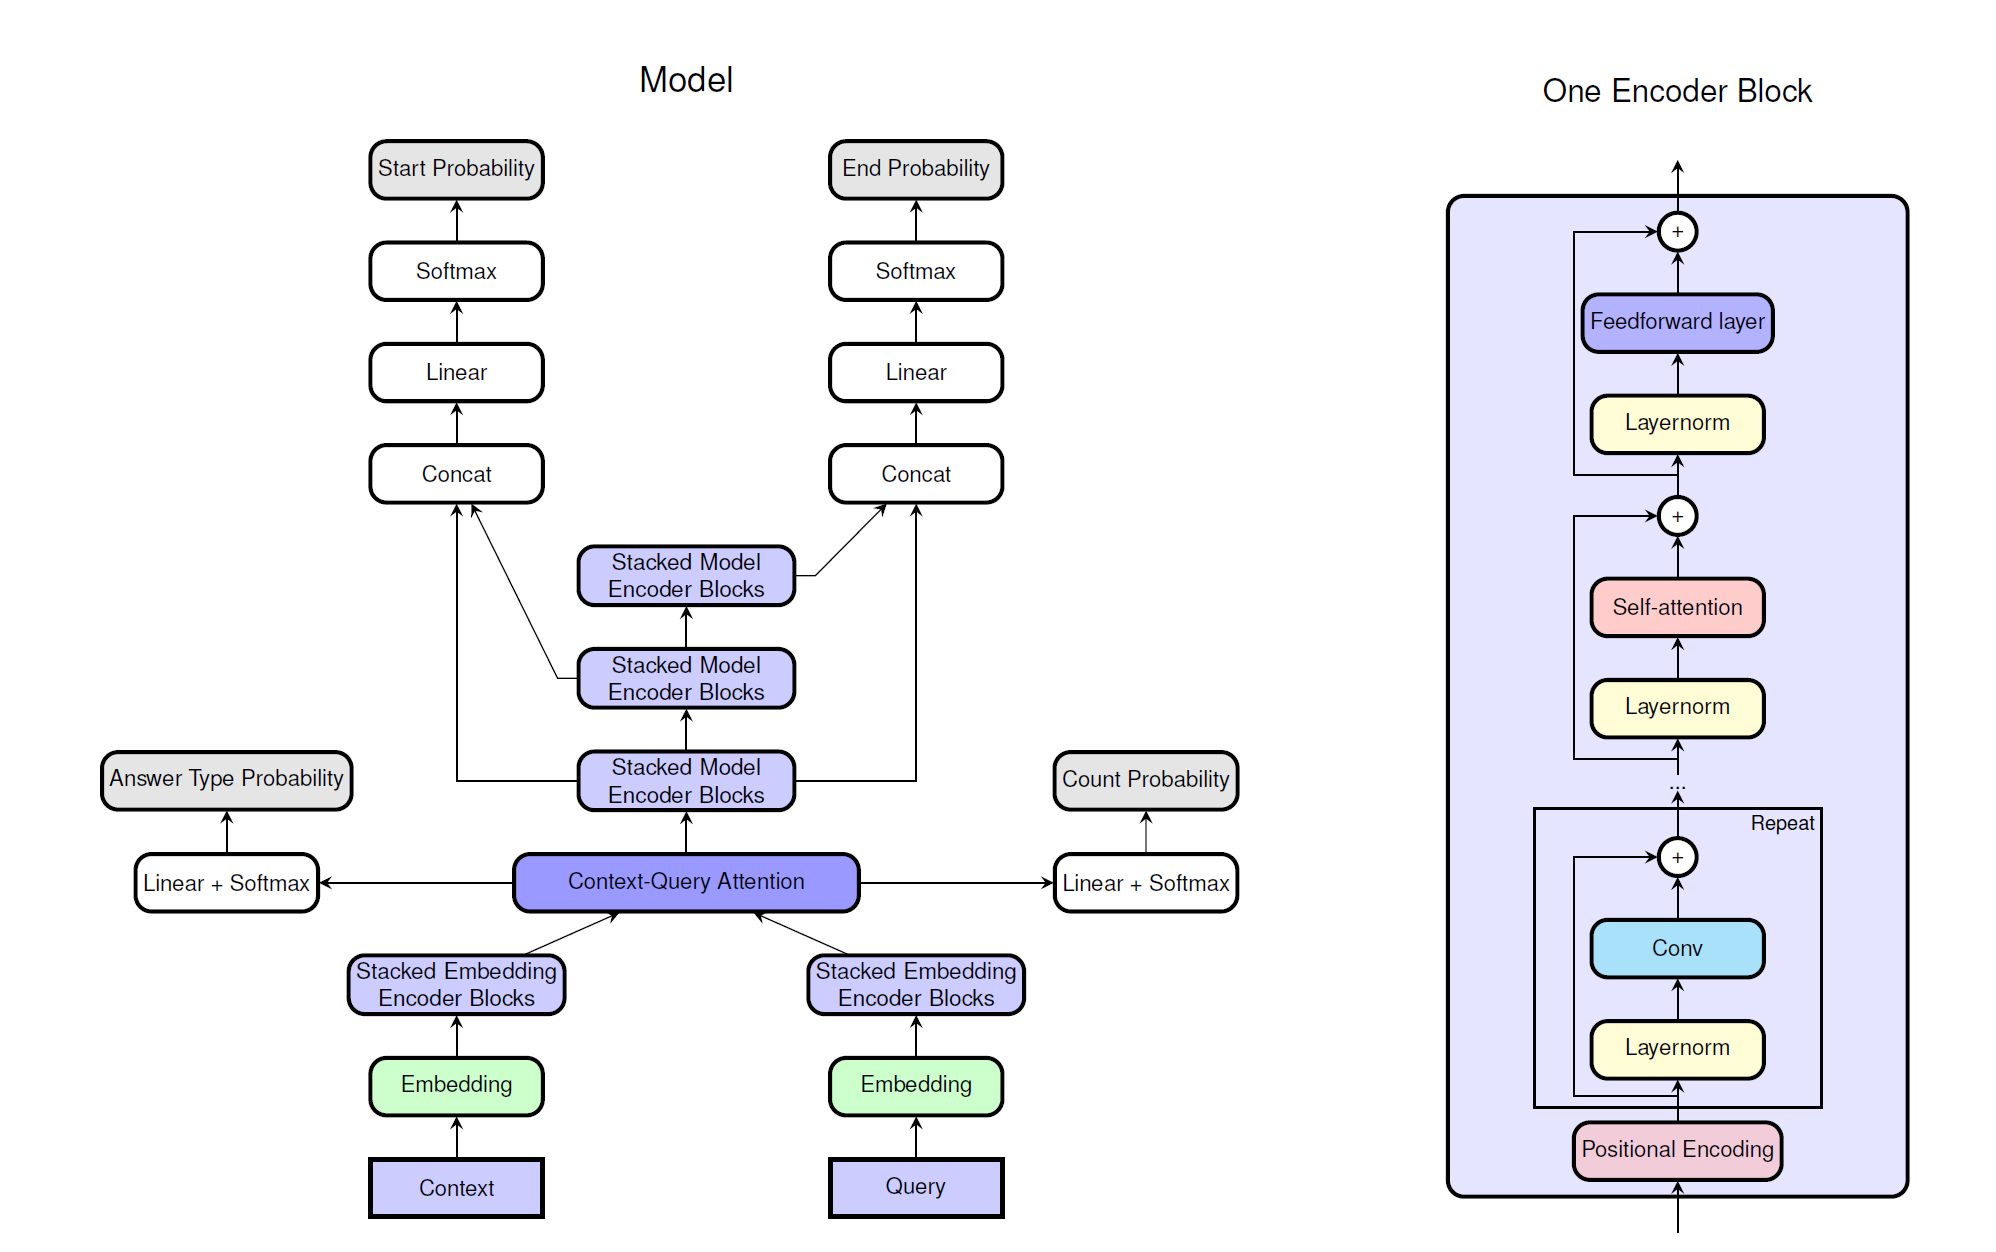 Model
Start Probability
End Probability
Softmax
Softmax
Linear
Linear
Concat
Concat
Stacked Model
Encoder Blocks
Stacked Model
Encoder Blocks
Stacked Model
Encoder Blocks
Answer Type Probability
Count Probability
Linear + Softmax
Context-Query Attention
Linear + Softmax
Stacked Embedding
Encoder Blocks
Stacked Embedding
Encoder Blocks
Embedding
Embedding
Context
Query
One Encoder Block
+
Feedforward layer
Layernorm
+
Self-attention
Layernorm
...
Repeat
+
Conv
Layernorm
Positional Encoding